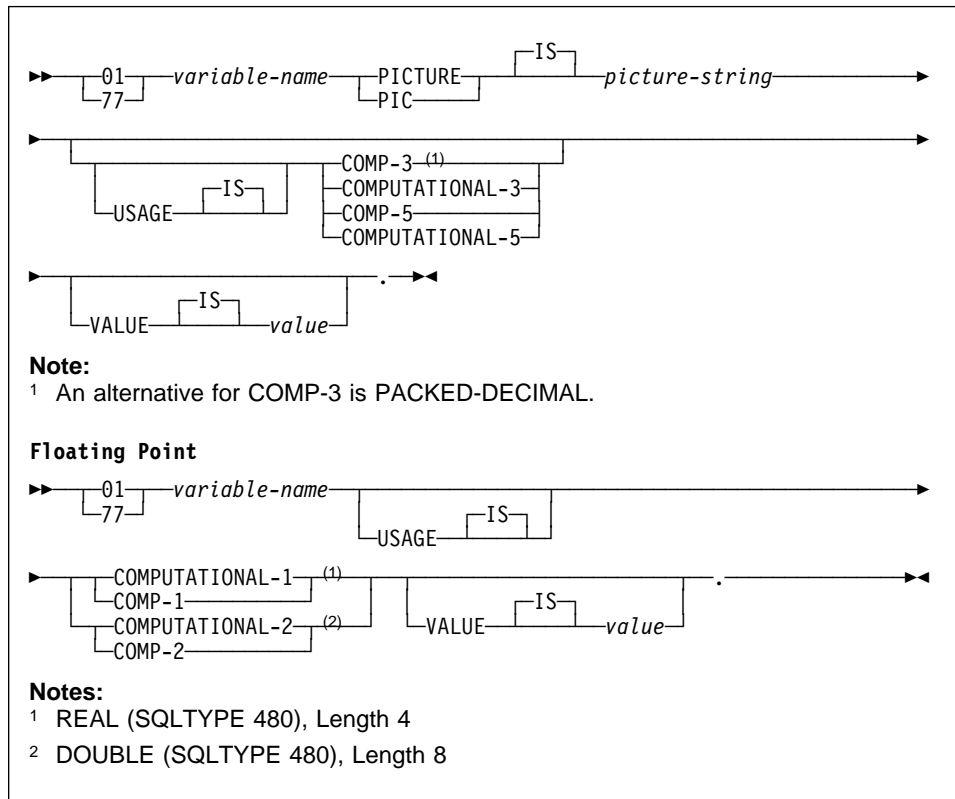 IS
01 variable-name PICTURE picture-string
77 PIC
COMP-3 (1)
IS COMPUTATIONAL-3
USAGE COMP-5
COMPUTATIONAL-5
.
IS
VALUE value
Note:
1 An alternative for COMP-3 is PACKED-DECIMAL.
Floating Point
01 variable-name
77 IS
USAGE
COMPUTATIONAL-1 (1) .
COMP-1 IS
COMPUTATIONAL-2 (2) VALUE value
COMP-2
Notes:
1 REAL (SQLTYPE 480), Length 4
2 DOUBLE (SQLTYPE 480), Length 8